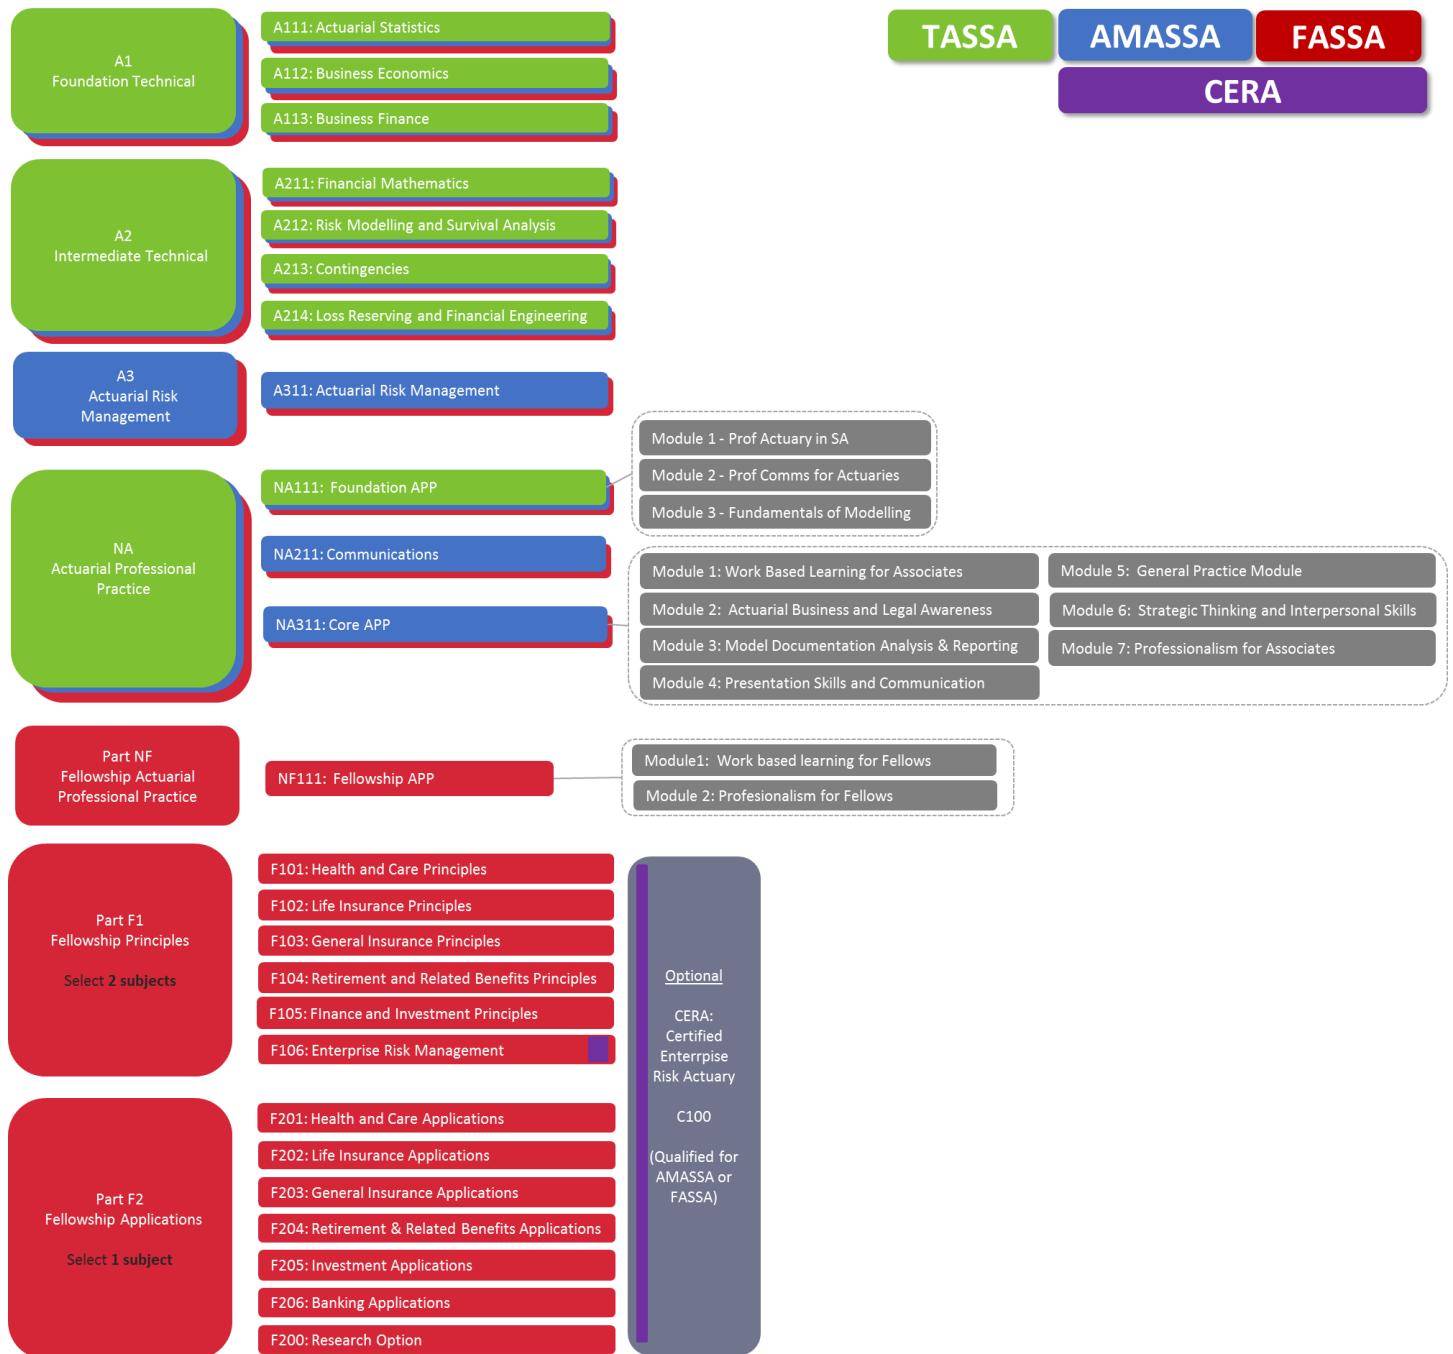 TASSA
AMASSA
FASSA
CERA
A1
Foundation Technical
A111: Actuarial Statistics
A112: Business Economics
A113: Business Finance
A2
Intermediate Technical
A211: Financial Mathematics
A212: Risk Modelling and Survival Analysis
A213: Contingencies
A214: Loss Reserving and Financial Engineering
A3
Actuarial Risk
Management
A311: Actuarial Risk Management
NA
Actuarial Professional
Practice
NA111: Foundation APP
Module 1 - Prof Actuary in SA
Module 2 - Prof Comms for Actuaries
Module 3 - Fundamentals of Modelling
NA211: Communications
NA311: Core APP
Module 1: Work Based Learning for Associates
Module 2: Actuarial Business and Legal Awareness
Module 3: Model Documentation Analysis & Reporting
Module 4: Presentation Skills and Communication
Module 5: General Practice Module
Module 6: Strategic Thinking and Interpersonal Skills
Module 7: Professionalism for Associates
Part NF
Fellowship Actuarial
Professional Practice
NF111: Fellowship APP
Module1: Work based learning for Fellows
Module 2: Profesionalism for Fellows
Part F1
Fellowship Principles
Select 2 subjects
F101: Health and Care Principles
F102: Life Insurance Principles
F103: General Insurance Principles
F104: Retirement and Related Benefits Principles
F105: FInance and Investment Principles
F106: Enterprise Risk Management
Part F2
Fellowship Applications
Select 1 subject
F201: Health and Care Applications
F202: Life Insurance Applications
F203: General Insurance Applications
F204: Retirement & Related Benefits Applications
F205: Investment Applications
F206: Banking Applications
F200: Research Option
Optional
CERA:
Certified
Enterrpise
Risk Actuary
C100
(Qualified for
AMASSA or
FASSA)